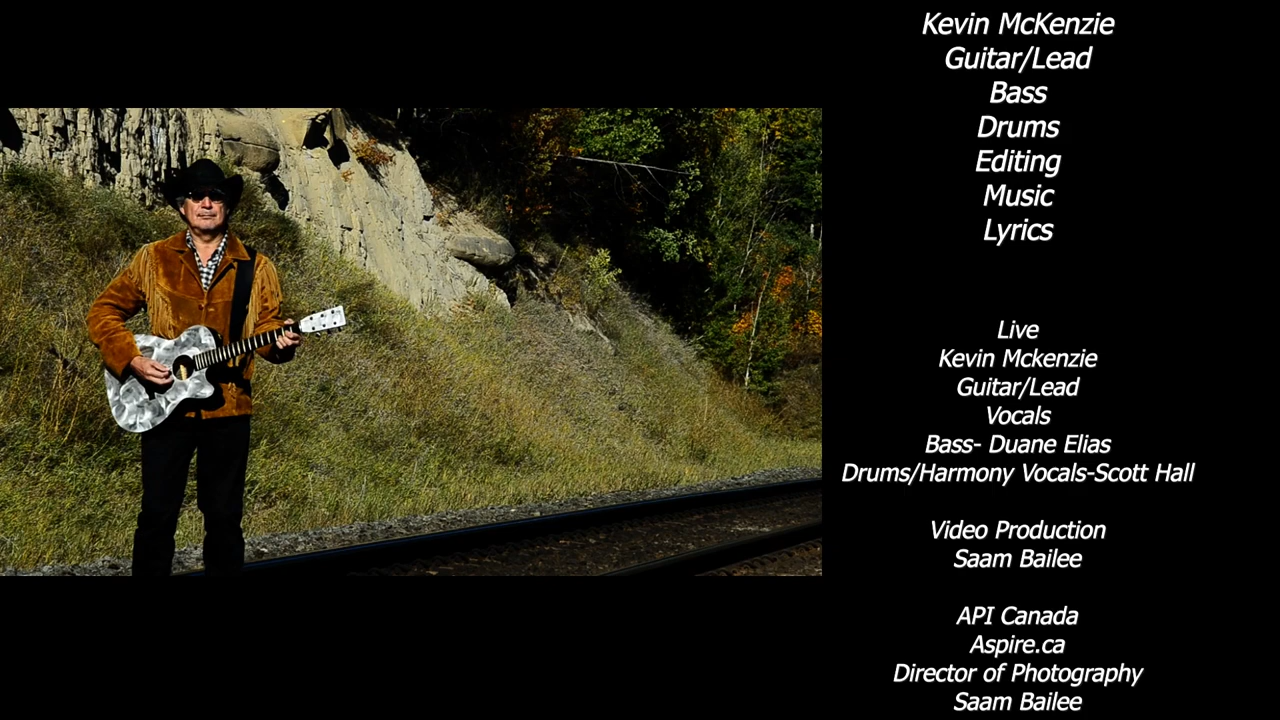 Kevin McKenzie
Guitar/Lead
Bass
Drums
Editing
Music
Lyrics
Live
Kevin Mckenzie
Guitar/Lead
Vocals
Bass- Duane Elias
Drums/Harmony Vocals-Scott Hall
Video Production
Saam Bailee
API Canada
Aspire.ca
Director of Photography
Saam Bailee